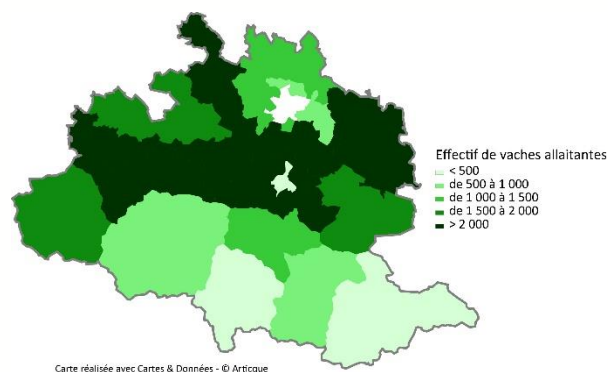 Effectif de vaches allaitantes
< 500
de 500 à 1 000
de 1 000 à 1 500
de 1 500 à 2 000
> 2 000
Carte réalisée avec Cartes & Données - © Articque